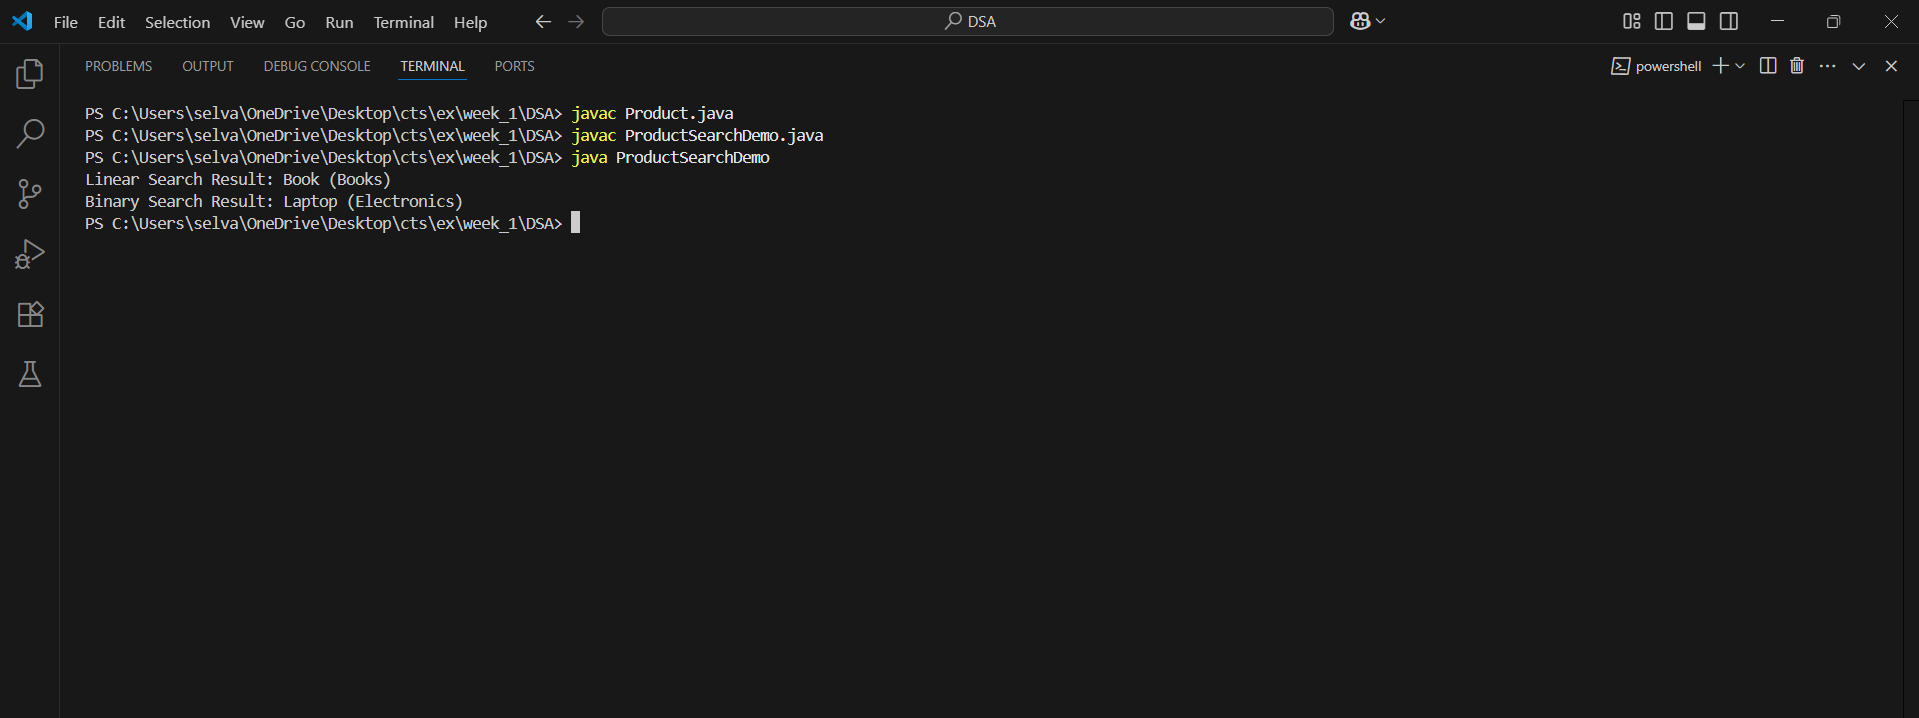 File Edit Selection View Go Run Terminal Help DSA
PROBLEMS OUTPUT DEBUG CONSOLE TERMINAL PORTS powershell
PS C:\Users\selva\OneDrive\Desktop\cts\ex\week_1\DSA> javac Product.java
PS C:\Users\selva\OneDrive\Desktop\cts\ex\week_1\DSA> javac ProductSearchDemo.java
PS C:\Users\selva\OneDrive\Desktop\cts\ex\week_1\DSA> java ProductSearchDemo
Linear Search Result: Book (Books)
Binary Search Result: Laptop (Electronics)
PS C:\Users\selva\OneDrive\Desktop\cts\ex\week_1\DSA>